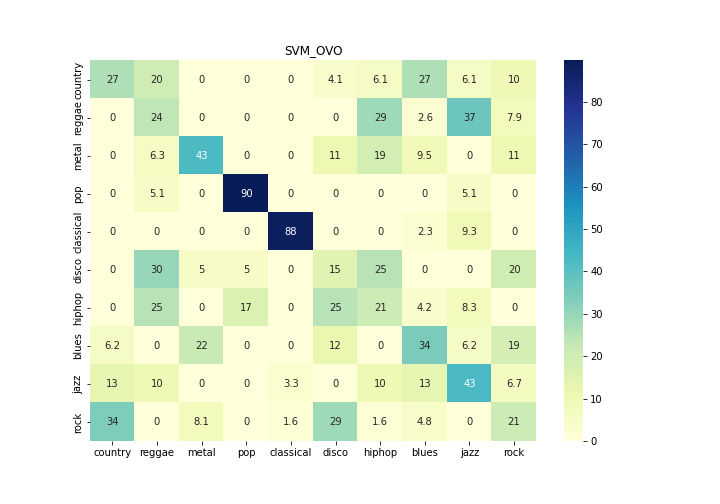 SVM_OVO
country 27 20 0 0 0 4.1 6.1 27 6.1 10
reggae 0 24 0 0 0 0 29 2.6 37 7.9
metal 0 6.3 43 0 0 11 19 9.5 0 11
pop 0 5.1 0 90 0 0 0 0 5.1 0
classical 0 0 0 0 88 0 0 2.3 9.3 0
disco 0 30 5 5 0 15 25 0 0 20
hiphop 0 25 0 17 0 25 21 4.2 8.3 0
blues 6.2 0 22 0 0 12 0 34 6.2 19
jazz 13 10 0 0 3.3 0 10 13 43 6.7
rock 34 0 8.1 0 1.6 29 1.6 4.8 0 21
country reggae metal pop classical disco hiphop blues jazz rock
80
70
60
50
40
30
20
10
0